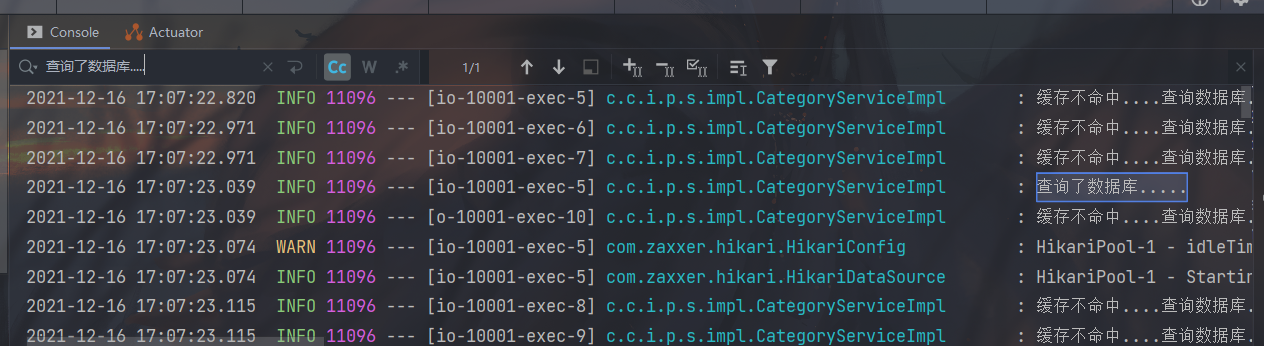 Console Actuator
查询了数据库..... Cc W .* 1/1
2021-12-16 17:07:22.820 INFO 11096 --- [io-10001-exec-5] c.c.i.p.s.impl.CategoryServiceImpl : 缓存不命中....查询数据库.
2021-12-16 17:07:22.971 INFO 11096 --- [io-10001-exec-6] c.c.i.p.s.impl.CategoryServiceImpl : 缓存不命中....查询数据库.
2021-12-16 17:07:22.971 INFO 11096 --- [io-10001-exec-7] c.c.i.p.s.impl.CategoryServiceImpl : 缓存不命中....查询数据库.
2021-12-16 17:07:23.039 INFO 11096 --- [io-10001-exec-5] c.c.i.p.s.impl.CategoryServiceImpl : 查询了数据库.....
2021-12-16 17:07:23.039 INFO 11096 --- [o-10001-exec-10] c.c.i.p.s.impl.CategoryServiceImpl : 缓存不命中....查询数据库.
2021-12-16 17:07:23.074 WARN 11096 --- [io-10001-exec-5] com.zaxxer.hikari.HikariConfig : HikariPool-1 - idleTim
2021-12-16 17:07:23.074 INFO 11096 --- [io-10001-exec-5] com.zaxxer.hikari.HikariDataSource : HikariPool-1 - Startin
2021-12-16 17:07:23.115 INFO 11096 --- [io-10001-exec-8] c.c.i.p.s.impl.CategoryServiceImpl : 缓存不命中....查询数据库.
2021-12-16 17:07:23.115 INFO 11096 --- [io-10001-exec-9] c.c.i.p.s.impl.CategoryServiceImpl : 缓存不命中....查询数据库.